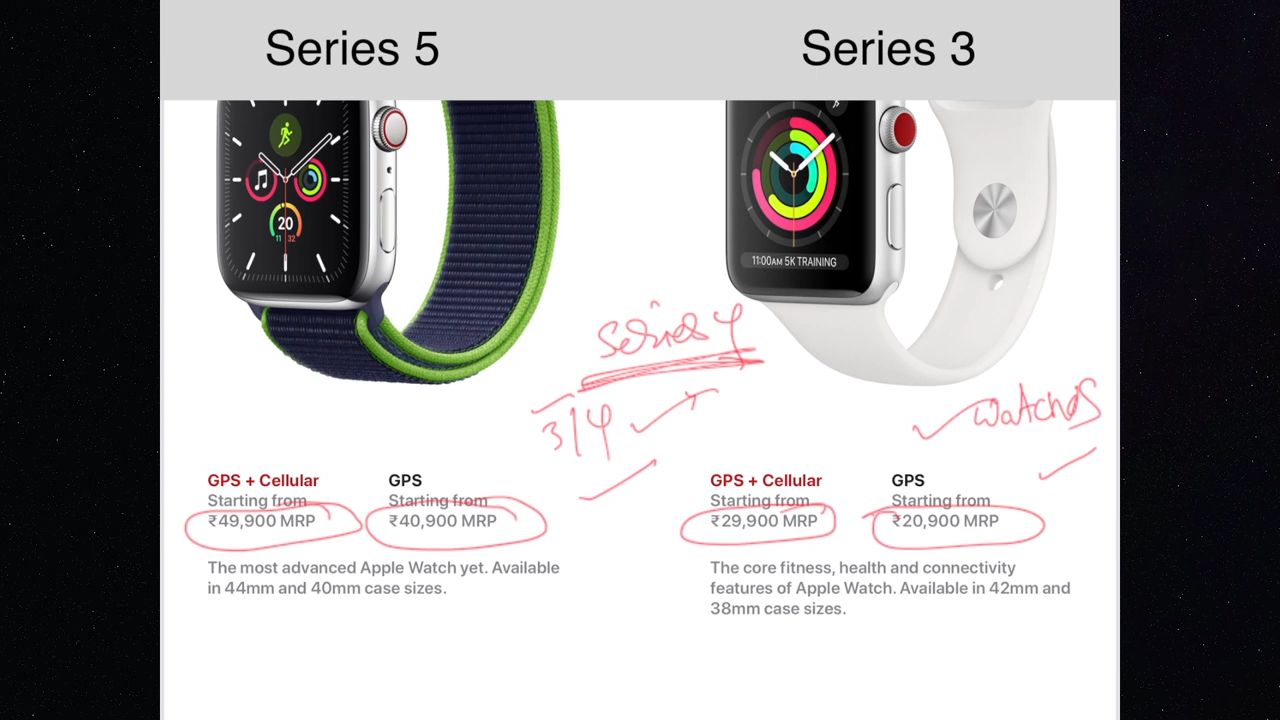 Series 5
Series 3
20
11 32
11:00AM 5K TRAINING
Series 4
3/4
WatchOS
GPS + Cellular
Starting from
₹49,900 MRP
GPS
Starting from
₹40,900 MRP
The most advanced Apple Watch yet. Available
in 44mm and 40mm case sizes.
GPS + Cellular
Starting from
₹29,900 MRP
GPS
Starting from
₹20,900 MRP
The core fitness, health and connectivity
features of Apple Watch. Available in 42mm and
38mm case sizes.